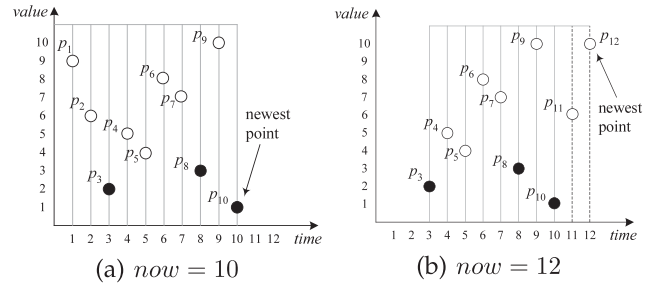 value
10
9
8
7
6
5
4
3
2
1
p1
p2
p3
p4
p5
p6
p7
p8
p9
p10
newest
point
1 2 3 4 5 6 7 8 9 10 11 12 time
(a) now = 10
value
10
9
8
7
6
5
4
3
2
1
p3
p4
p5
p6
p7
p8
p9
p10
p11
p12
newest
point
1 2 3 4 5 6 7 8 9 10 11 12 time
(b) now = 12